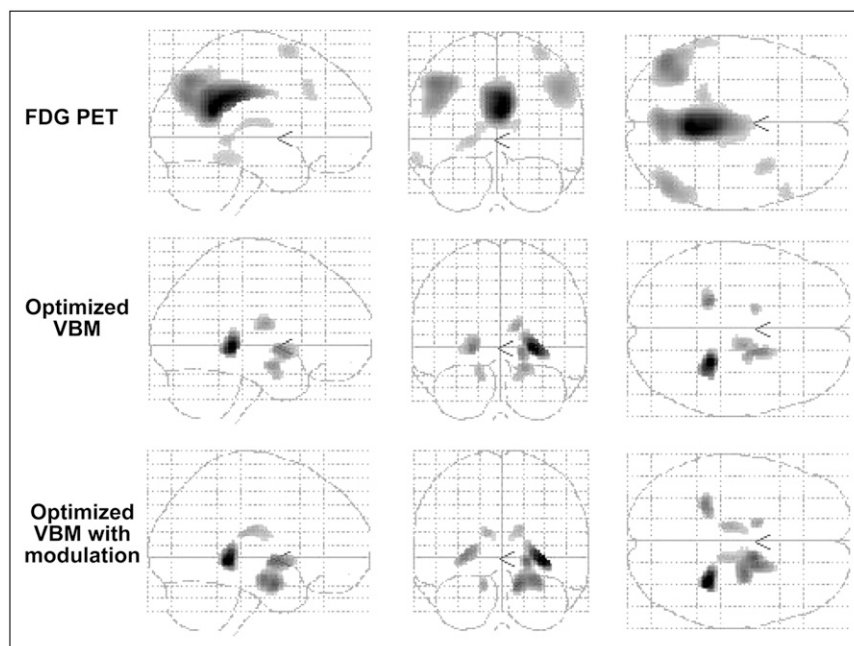 FDG PET
Optimized
VBM
Optimized
VBM with
modulation